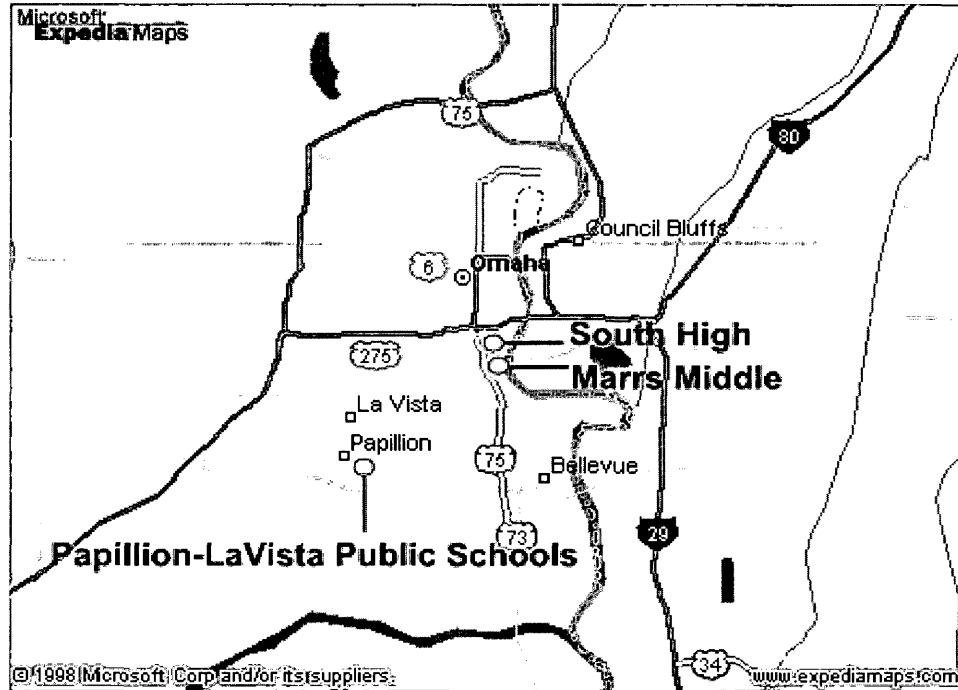 Microsoft
Expedia Maps
75
80
Council Bluffs
6
Omaha
South High
275
Marrs Middle
La Vista
Papillion
75
Bellevue
73
29
Papillion-LaVista Public Schools
34
© 1998 Microsoft Corp and/or its suppliers.
www.expediamaps.com